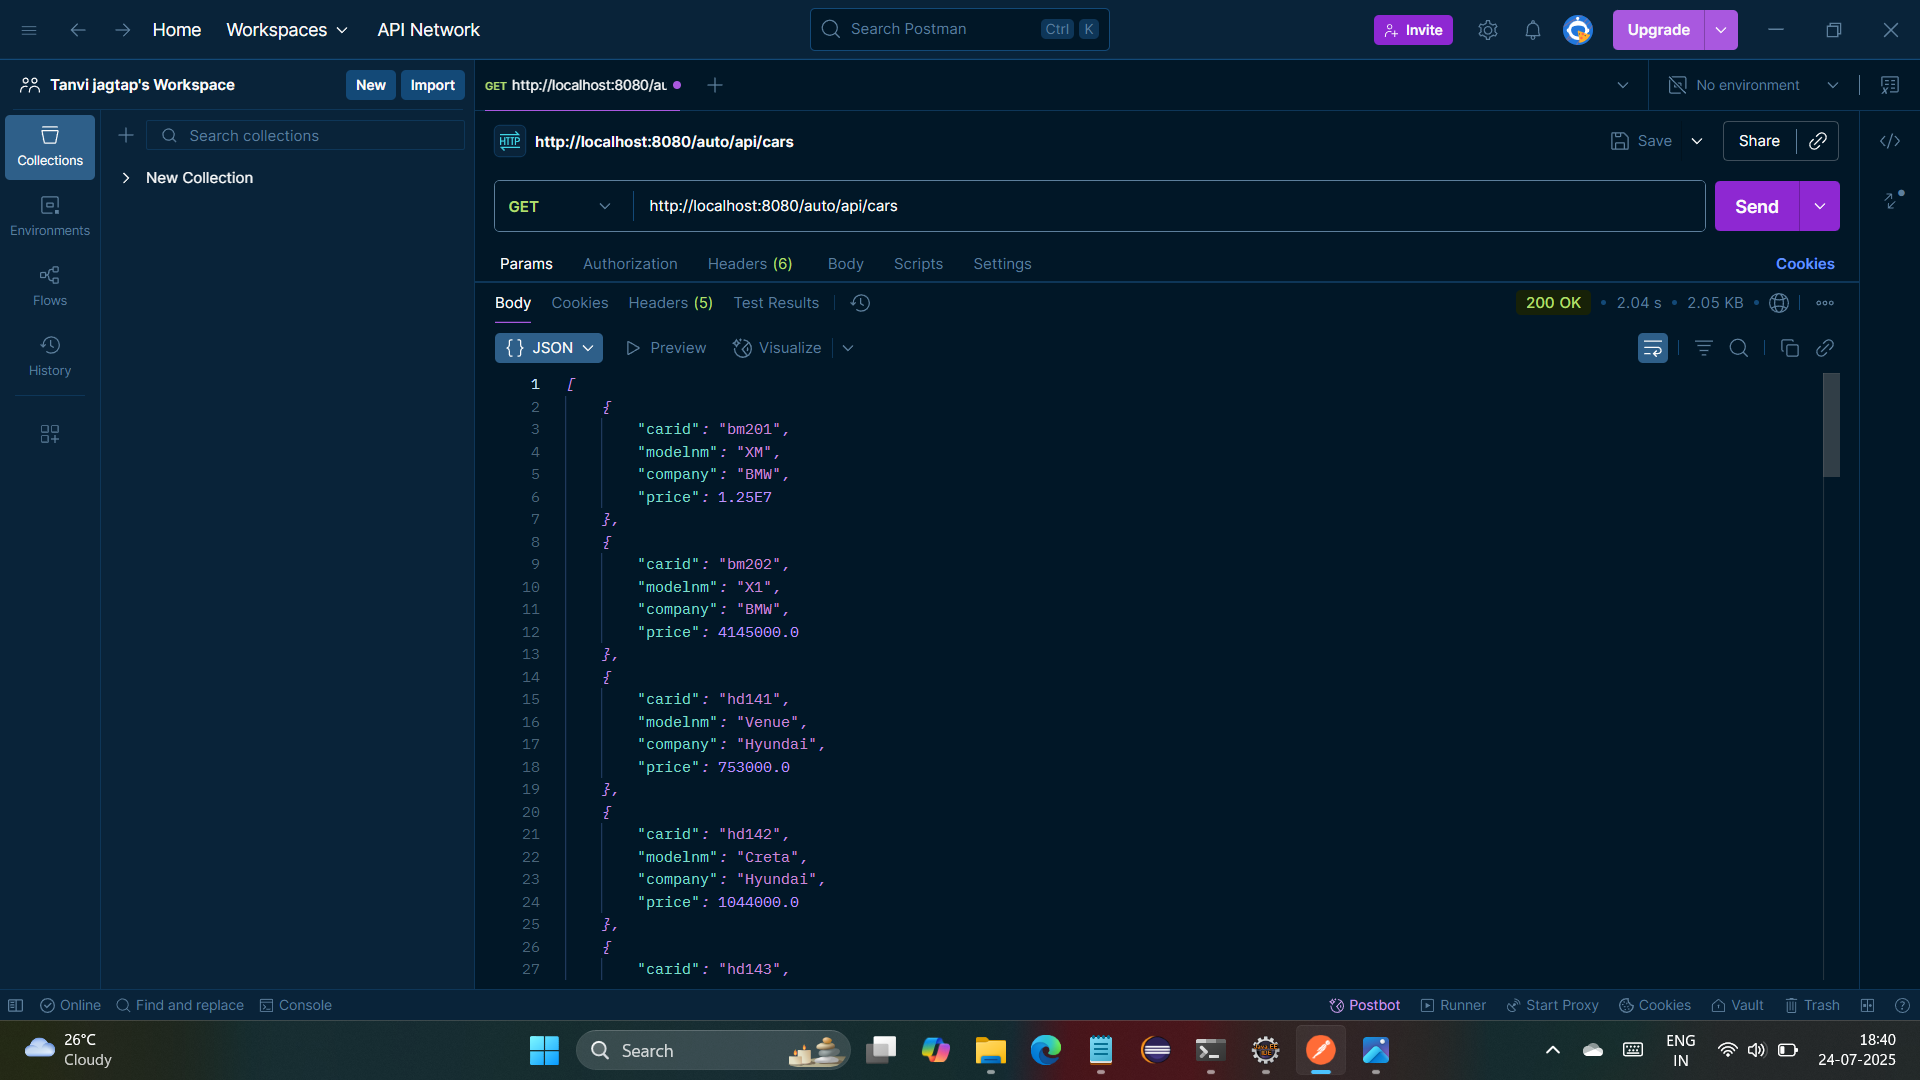 Home Workspaces API Network Search Postman Ctrl K Invite Upgrade
Tanvi jagtap's Workspace New Import GET http://localhost:8080/au No environment
Collections Search collections HTTP http://localhost:8080/auto/api/cars Save Share
New Collection
Environments GET http://localhost:8080/auto/api/cars Send
Flows Params Authorization Headers (6) Body Scripts Settings Cookies
History Body Cookies Headers (5) Test Results 200 OK • 2.04 s • 2.05 KB •
{} JSON Preview Visualize
1 [
2 {
3 "carid": "bm201",
4 "modelnm": "XM",
5 "company": "BMW",
6 "price": 1.25E7
7 },
8 {
9 "carid": "bm202",
10 "modelnm": "X1",
11 "company": "BMW",
12 "price": 4145000.0
13 },
14 {
15 "carid": "hd141",
16 "modelnm": "Venue",
17 "company": "Hyundai",
18 "price": 753000.0
19 },
20 {
21 "carid": "hd142",
22 "modelnm": "Creta",
23 "company": "Hyundai",
24 "price": 1044000.0
25 },
26 {
27 "carid": "hd143",
Online Find and replace Console Postbot Runner Start Proxy Cookies Vault Trash
26°C
Cloudy
Search
ENG
IN
18:40
24-07-2025